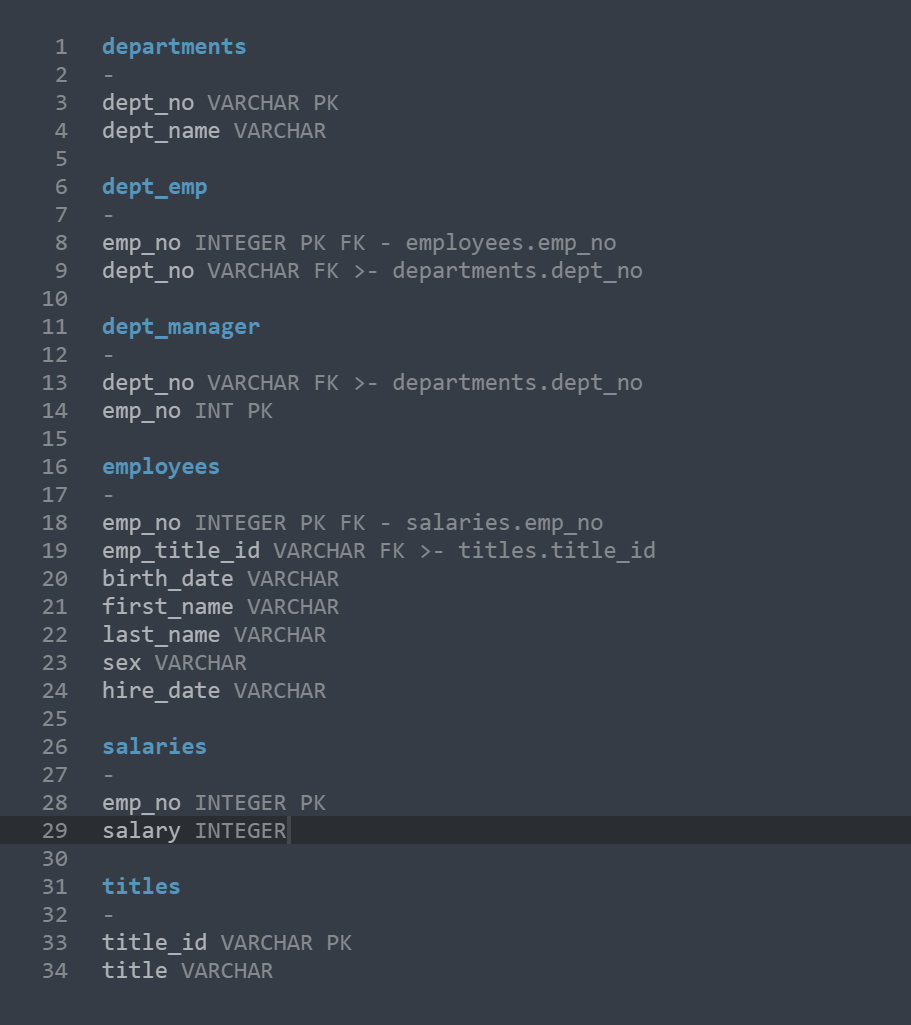 1 departments
2 -
3 dept_no VARCHAR PK
4 dept_name VARCHAR
5
6 dept_emp
7 -
8 emp_no INTEGER PK FK - employees.emp_no
9 dept_no VARCHAR FK >- departments.dept_no
10
11 dept_manager
12 -
13 dept_no VARCHAR FK >- departments.dept_no
14 emp_no INT PK
15
16 employees
17 -
18 emp_no INTEGER PK FK - salaries.emp_no
19 emp_title_id VARCHAR FK >- titles.title_id
20 birth_date VARCHAR
21 first_name VARCHAR
22 last_name VARCHAR
23 sex VARCHAR
24 hire_date VARCHAR
25
26 salaries
27 -
28 emp_no INTEGER PK
29 salary INTEGER
30
31 titles
32 -
33 title_id VARCHAR PK
34 title VARCHAR